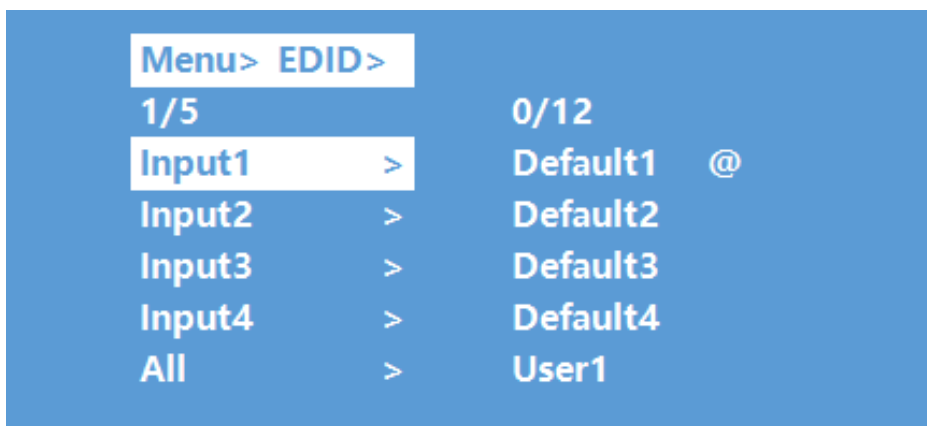 Menu> EDID>
1/5 0/12
Input1 > Default1 @
Input2 > Default2
Input3 > Default3
Input4 > Default4
All > User1